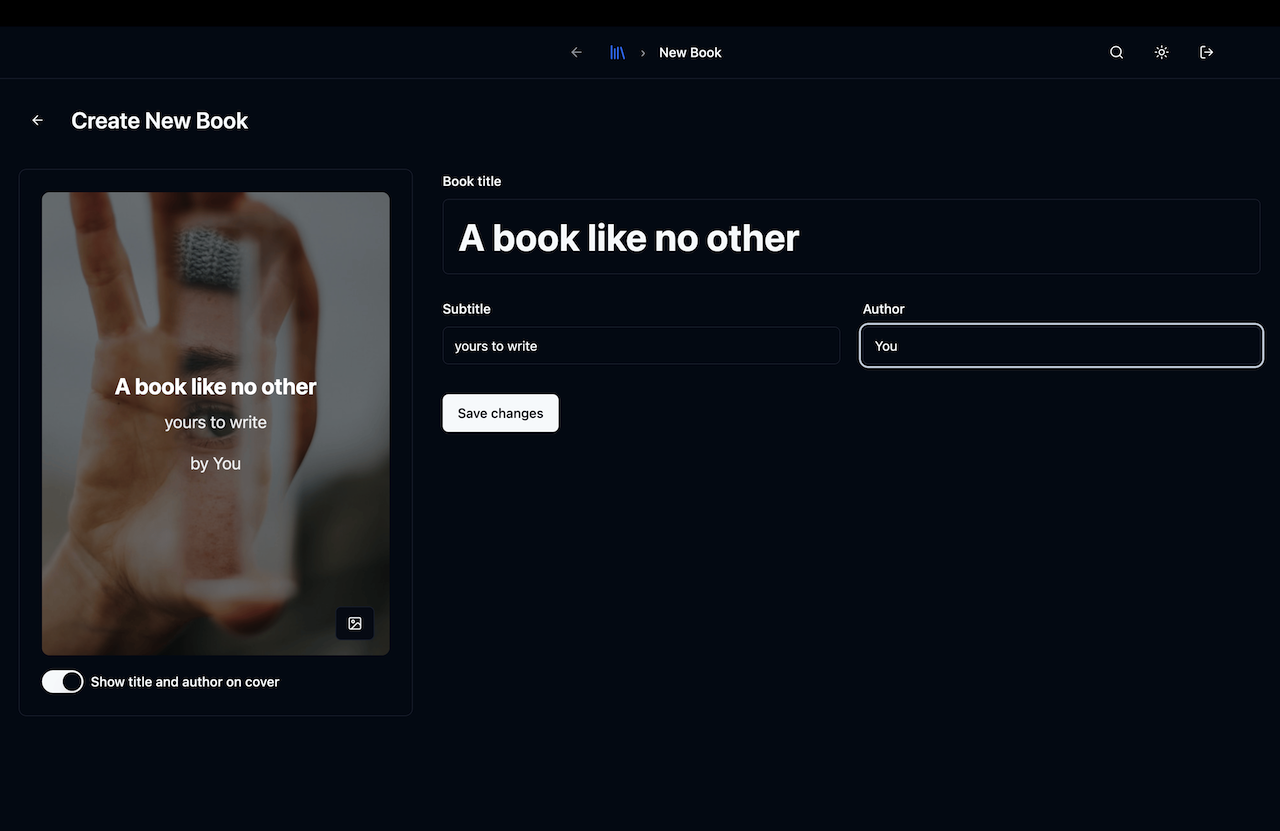 New Book
Create New Book
A book like no other
yours to write
by You
Show title and author on cover
Book title
A book like no other
Subtitle
yours to write
Author
You
Save changes